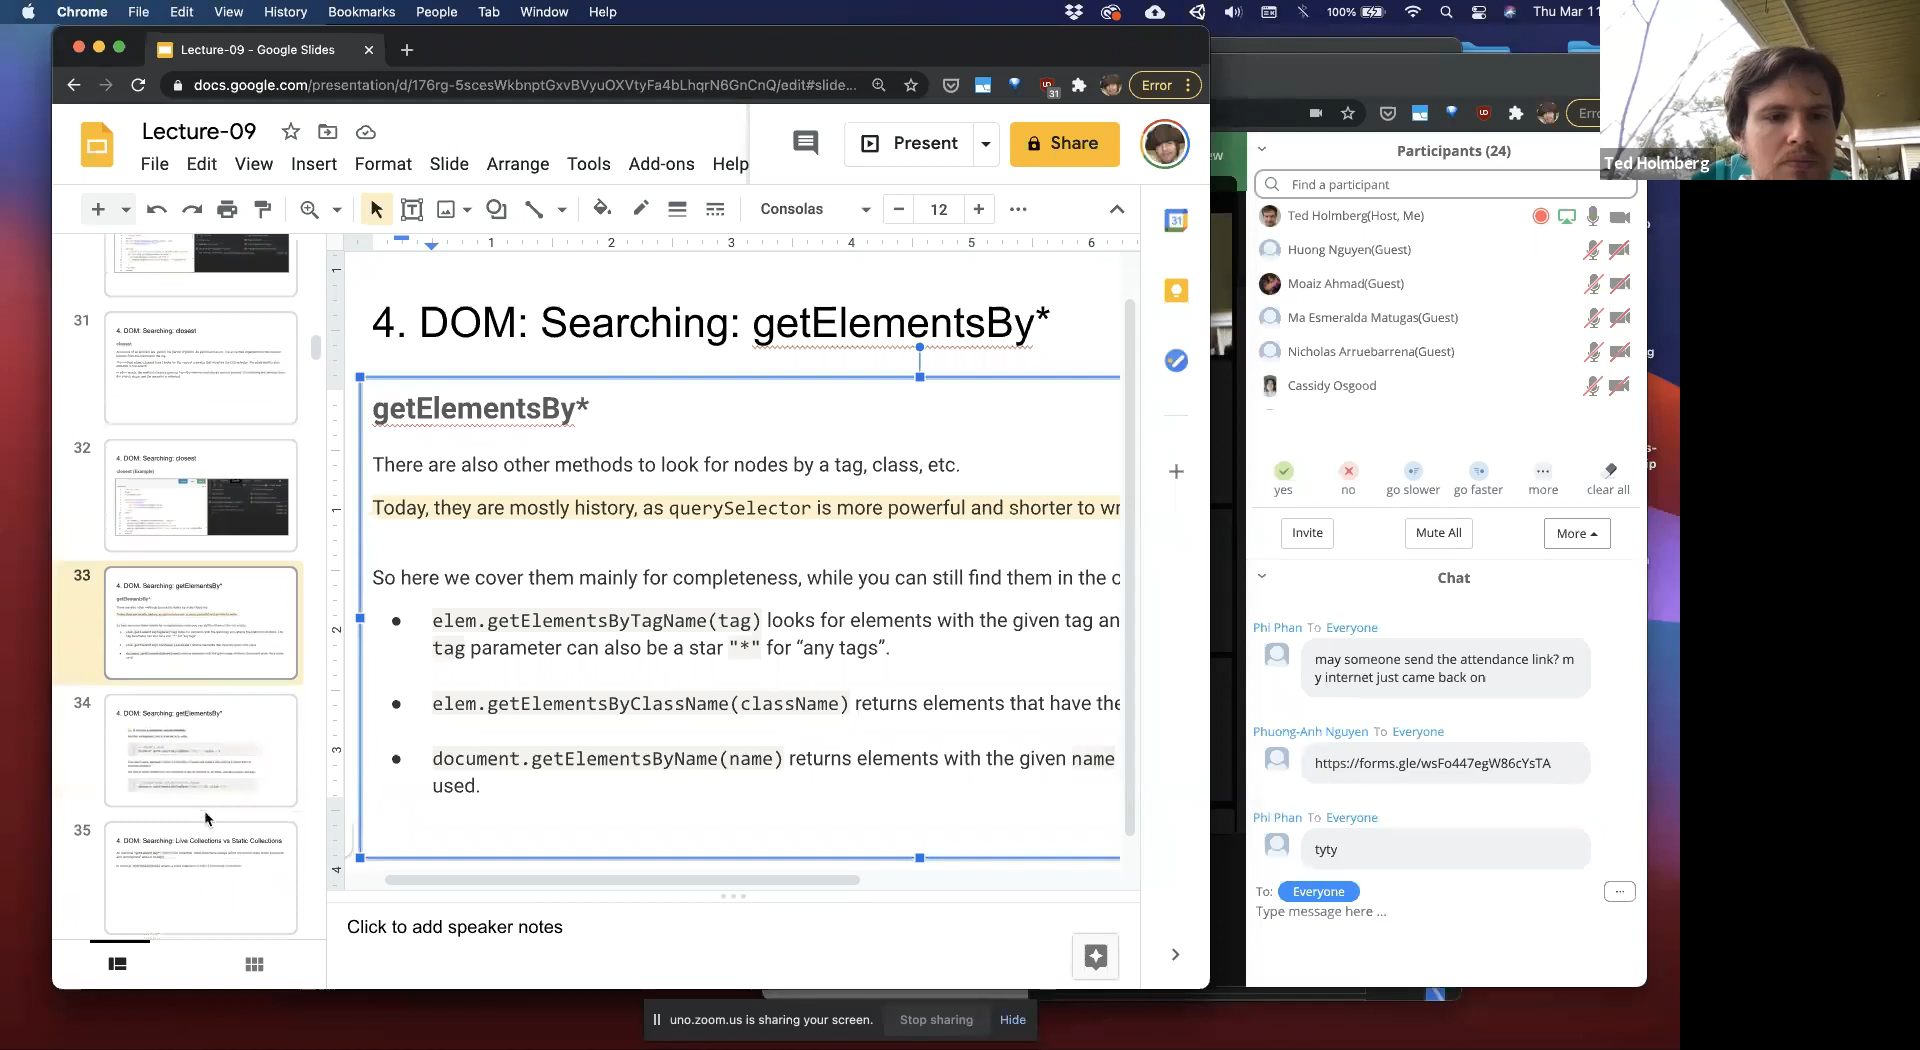 Chrome File Edit View History Bookmarks People Tab Window Help
100%
Thu Mar 11
Lecture-09 - Google Slides
docs.google.com/presentation/d/176rg-5scesWkbnptGxvBVyuOXVtyFa4bLhqrN6GnCnQ/edit#slide...
31
Error
Lecture-09
File Edit View Insert Format Slide Arrange Tools Add-ons Help
Present
Share
Consolas
12
1 2 3 4 5 6
31
4. DOM: Searching: closest
closest
32
4. DOM: Searching: closest
closest (Example)
33
4. DOM: Searching: getElementsBy*
getElementsBy*
34
4. DOM: Searching: getElementsBy*
35
4. DOM: Searching: Live Collections vs Static Collections
4. DOM: Searching: getElementsBy*
getElementsBy*
There are also other methods to look for nodes by a tag, class, etc.
Today, they are mostly history, as querySelector is more powerful and shorter to wr
So here we cover them mainly for completeness, while you can still find them in the
● elem.getElementsByTagName(tag) looks for elements with the given tag an
tag parameter can also be a star "*" for “any tags”.
● elem.getElementsByClassName(className) returns elements that have the
● document.getElementsByName(name) returns elements with the given name
used.
Click to add speaker notes
31
uno.zoom.us is sharing your screen.
Stop sharing
Hide
Ted Holmberg
Participants (24)
Find a participant
Ted Holmberg(Host, Me)
Huong Nguyen(Guest)
Moaiz Ahmad(Guest)
Ma Esmeralda Matugas(Guest)
Nicholas Arruebarrena(Guest)
Cassidy Osgood
yes no go slower go faster more clear all
Invite
Mute All
More
Chat
Phi Phan To Everyone
may someone send the attendance link? m
y internet just came back on
Phuong-Anh Nguyen To Everyone
https://forms.gle/wsFo447egW86cYsTA
Phi Phan To Everyone
tyty
To: Everyone
Type message here ...